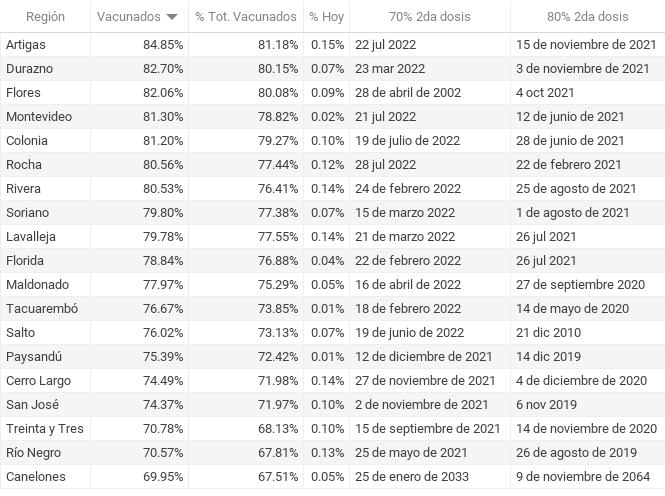 Región Vacunados % Tot. Vacunados % Hoy 70% 2da dosis 80% 2da dosis
Artigas 84.85% 81.18% 0.15% 22 jul 2022 15 de noviembre de 2021
Durazno 82.70% 80.15% 0.07% 23 mar 2022 3 de noviembre de 2021
Flores 82.06% 80.08% 0.09% 28 de abril de 2002 4 oct 2021
Montevideo 81.30% 78.82% 0.02% 21 jul 2022 12 de junio de 2021
Colonia 81.20% 79.27% 0.10% 19 de julio de 2022 28 de junio de 2021
Rocha 80.56% 77.44% 0.12% 28 jul 2022 22 de febrero 2021
Rivera 80.53% 76.41% 0.14% 24 de febrero 2022 25 de agosto de 2021
Soriano 79.80% 77.38% 0.07% 15 de marzo 2022 1 de agosto de 2021
Lavalleja 79.78% 77.55% 0.14% 21 de marzo 2022 26 jul 2021
Florida 78.84% 76.88% 0.04% 22 de febrero 2022 26 jul 2021
Maldonado 77.97% 75.29% 0.05% 16 de abril de 2022 27 de septiembre 2020
Tacuarembó 76.67% 73.85% 0.01% 18 de febrero 2022 14 de mayo de 2020
Salto 76.02% 73.13% 0.07% 19 de junio de 2022 21 dic 2010
Paysandú 75.39% 72.42% 0.01% 12 de diciembre de 2021 14 dic 2019
Cerro Largo 74.49% 71.98% 0.14% 27 de noviembre de 2021 4 de diciembre de 2020
San José 74.37% 71.97% 0.10% 2 de noviembre de 2021 6 nov 2019
Treinta y Tres 70.78% 68.13% 0.10% 15 de septiembre de 2021 14 de noviembre de 2020
Río Negro 70.57% 67.81% 0.13% 25 de mayo de 2021 26 de agosto de 2019
Canelones 69.95% 67.51% 0.05% 25 de enero de 2033 9 de noviembre de 2064